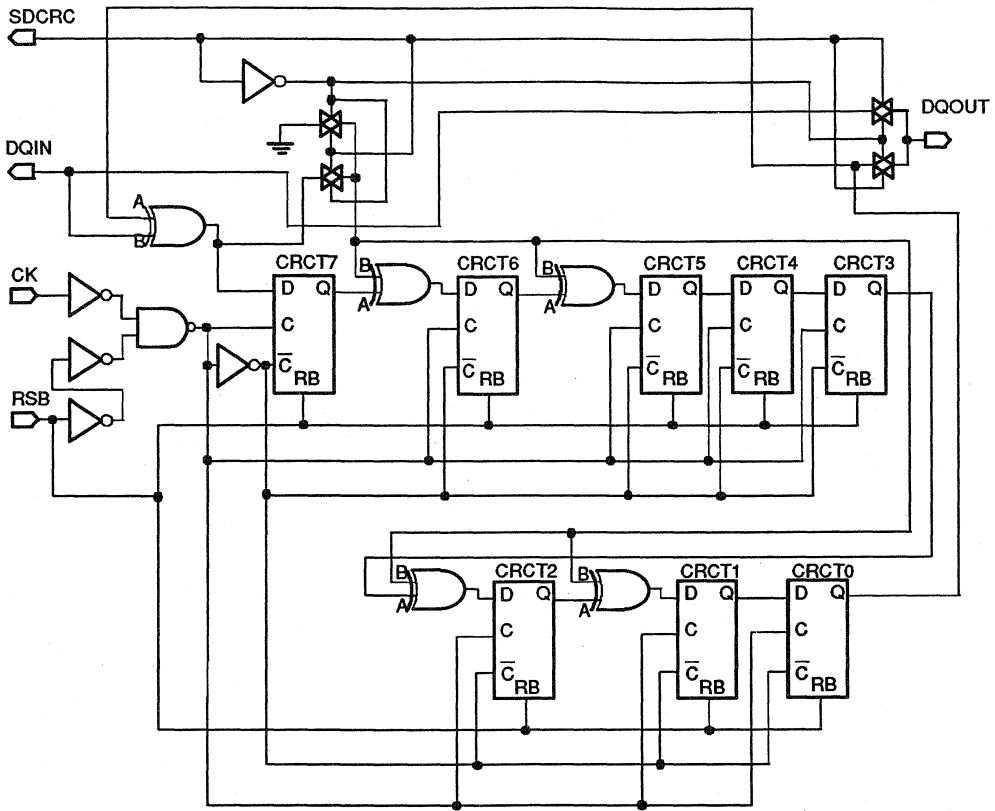 SDCRC
DQOUT
DQIN
A
B
CK
CRCT7
CRCT6
CRCT5
CRCT4
CRCT3
B
A
B
A
D Q
C
C̅
RB
D Q
C
C̅
RB
D Q
C
C̅
RB
D Q
C
C̅
RB
D Q
C
C̅
RB
RSB
CRCT2
CRCT1
CRCT0
B
A
B
A
D Q
C
C̅
RB
D Q
C
C̅
RB
D Q
C
C̅
RB